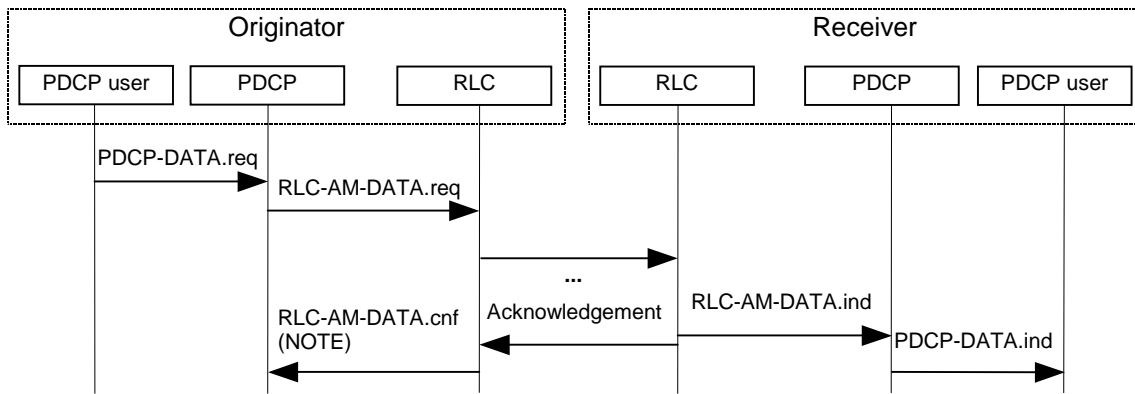 Originator
Receiver
PDCP user
PDCP
RLC
RLC
PDCP
PDCP user
PDCP-DATA.req
RLC-AM-DATA.req
...
RLC-AM-DATA.cnf
(NOTE)
Acknowledgement
RLC-AM-DATA.ind
PDCP-DATA.ind